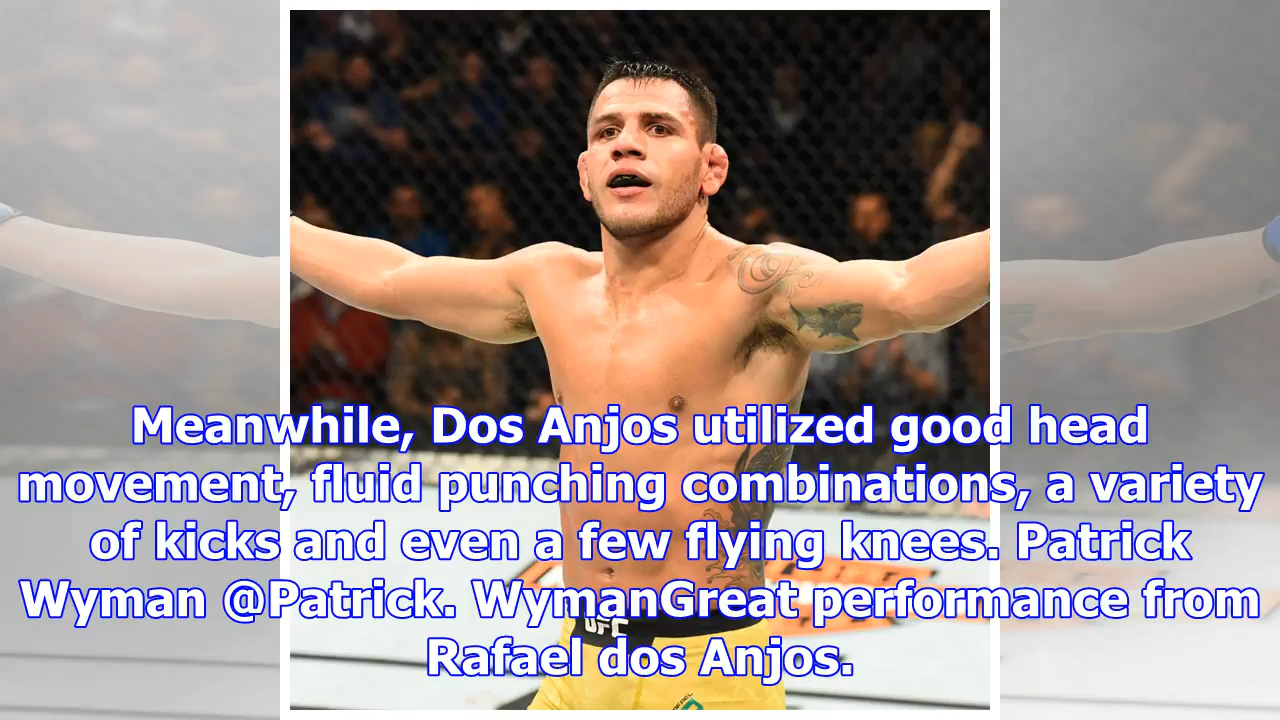 Meanwhile, Dos Anjos utilized good head
movement, fluid punching combinations, a variety
of kicks and even a few flying knees. Patrick
Wyman @Patrick. WymanGreat performance from
UFC
Rafael dos Anjos.